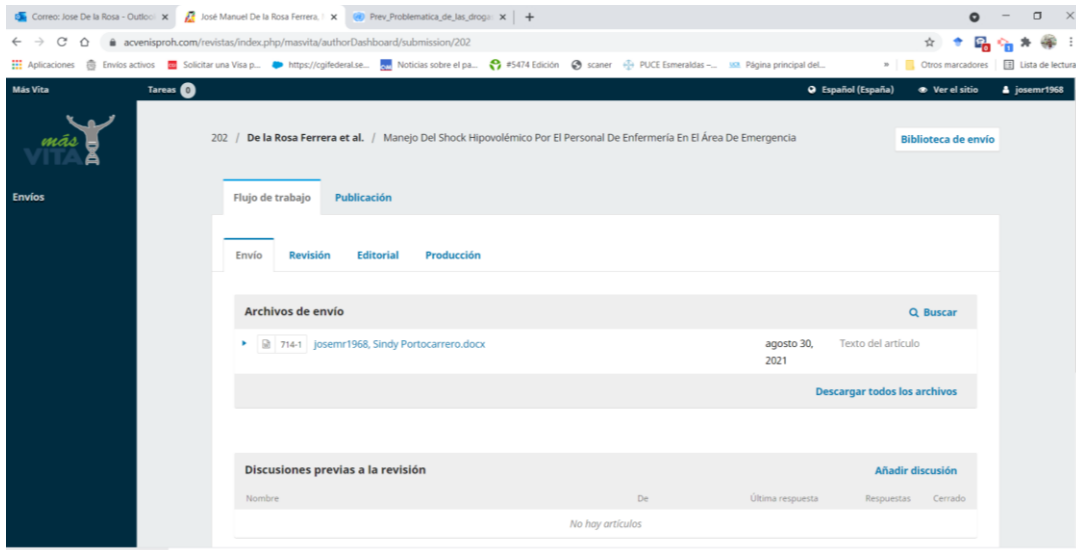 Correo: Jose De la Rosa - Outloo
José Manuel De la Rosa Ferrera,
Prev_Problematica_de_las_droga
acvenisproh.com/revistas/index.php/masvita/authorDashboard/submission/202
Aplicaciones Envíos activos Solicitar una Visa p... https://cgifederal.se... Noticias sobre el pa... #5474 Edición scaner PUCE Esmeraldas –... Página principal del... » Otros marcadores Lista de lectura
Más Vita Tareas 0 Español (España) Ver el sitio josemr1968
más
VITA
202 / De la Rosa Ferrera et al. / Manejo Del Shock Hipovolémico Por El Personal De Enfermería En El Área De Emergencia
Biblioteca de envío
Envíos
Flujo de trabajo Publicación
Envío Revisión Editorial Producción
Archivos de envío Buscar
714-1 josemr1968, Sindy Portocarrero.docx agosto 30, Texto del artículo
2021
Descargar todos los archivos
Discusiones previas a la revisión Añadir discusión
Nombre De Última respuesta Respuestas Cerrado
No hay artículos